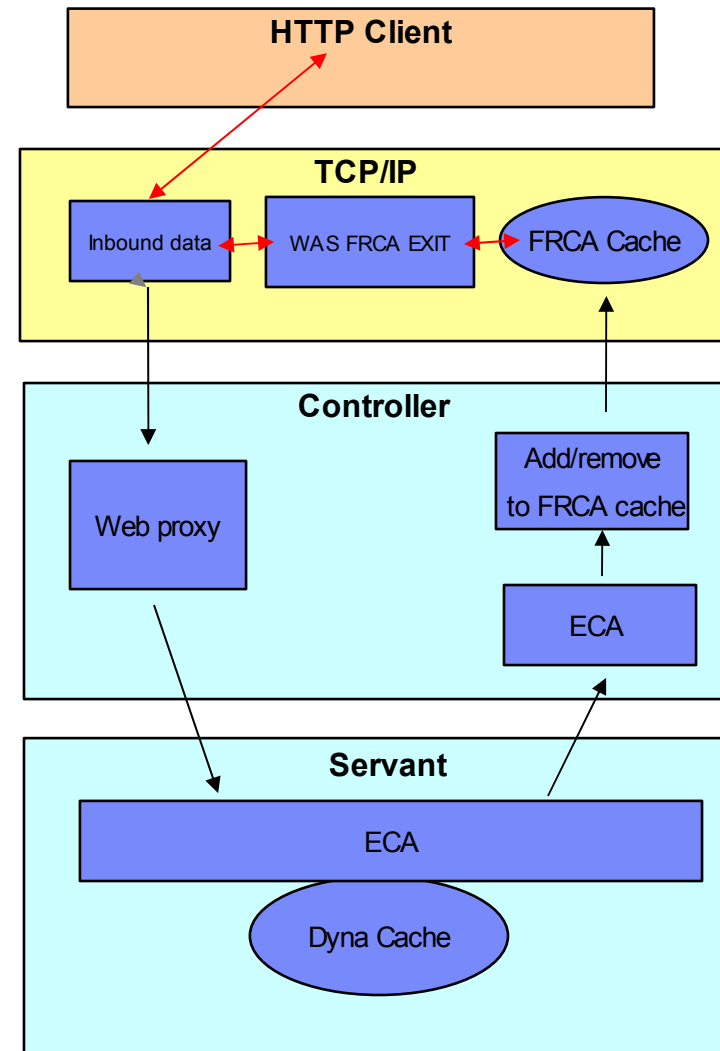 HTTP Client
TCP/IP
Inbound data
WAS FRCA EXIT
FRCA Cache
Controller
Web proxy
Add/remove
to FRCA cache
ECA
Servant
ECA
Dyna Cache